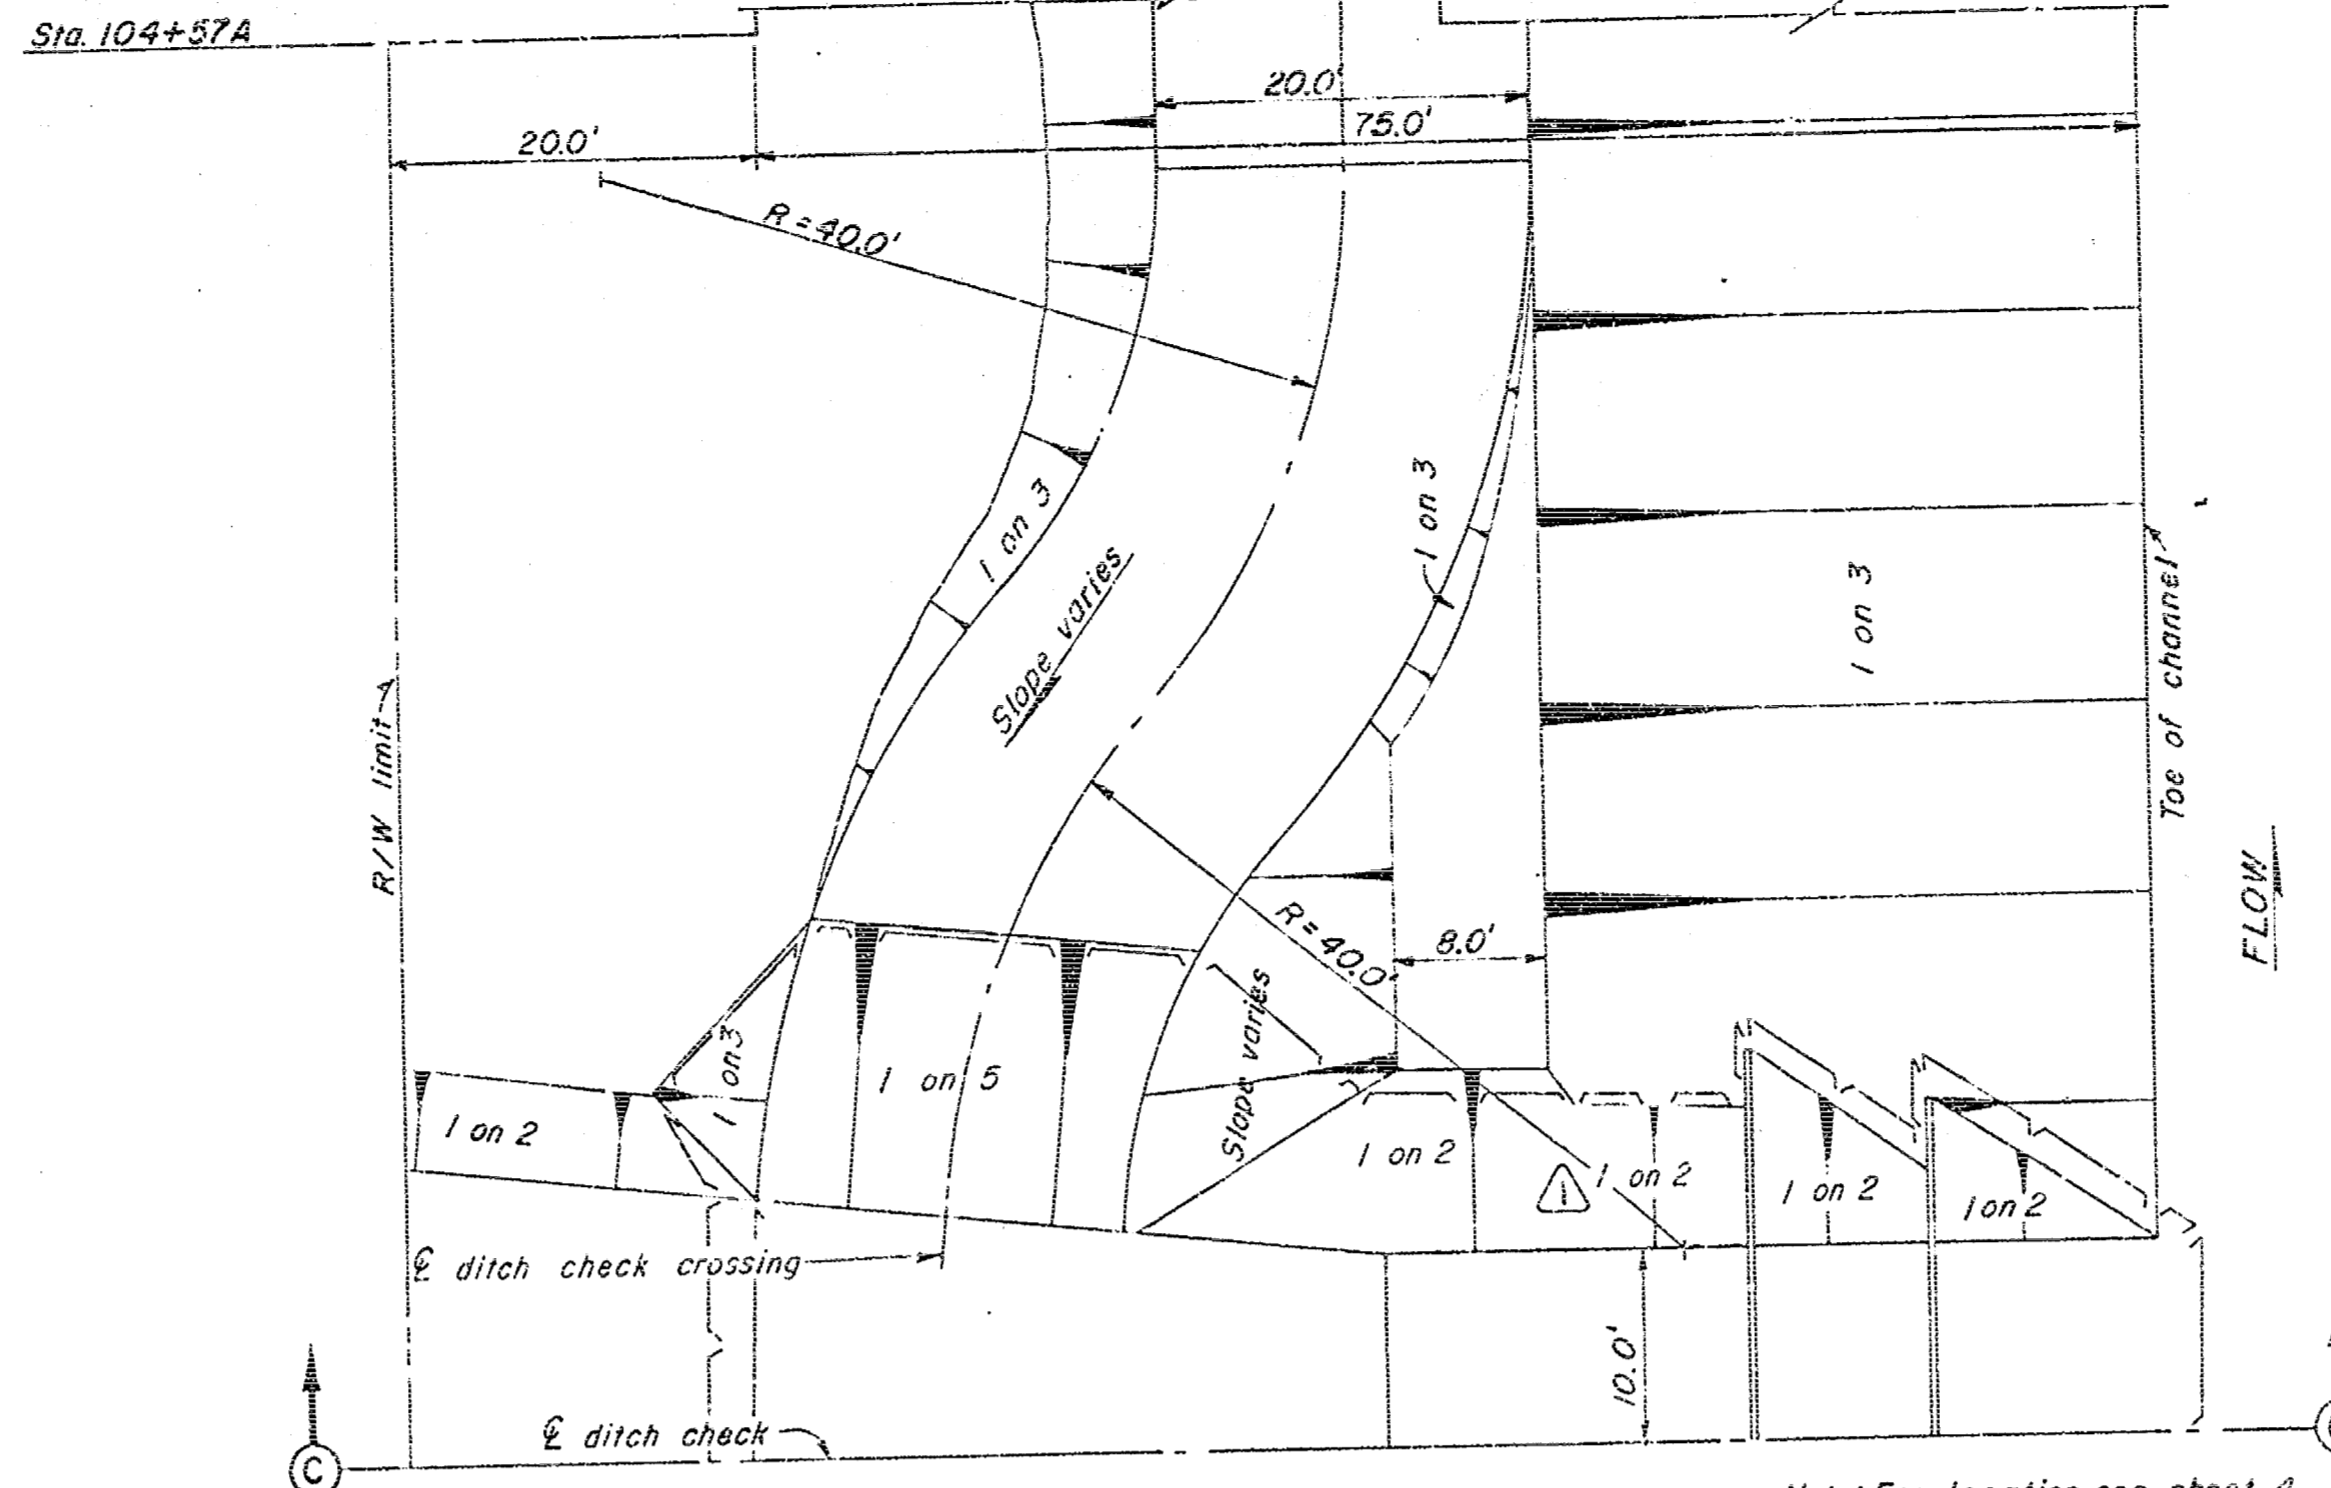 Sta. 104+57A
20.0'
20.0'
75.0'
R=40.0'
1 on 3
1 on 3
1 on 3
Slope varies
Toe of channel
R/W limit
FLOW
R=40.0'
8.0'
Slope varies
1 on 3
1 on 5
1 on 2
1 on 2
1
1 on 2
1 on 2
1 on 2
℄ ditch check crossing
10.0'
℄ ditch check
C